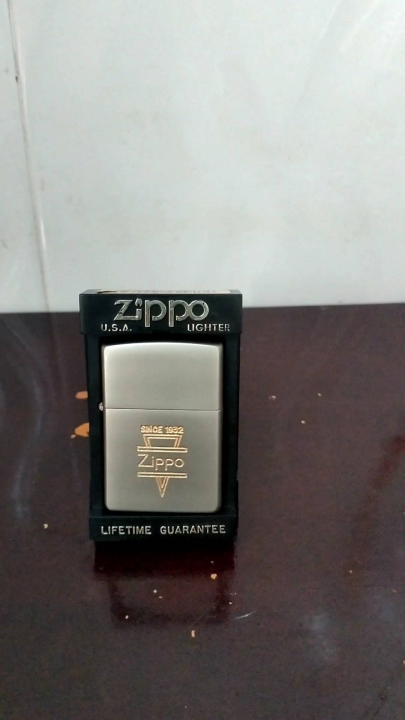 Zippo
U.S.A. LIGHTER
SINCE 1932
Zippo
LIFETIME GUARANTEE